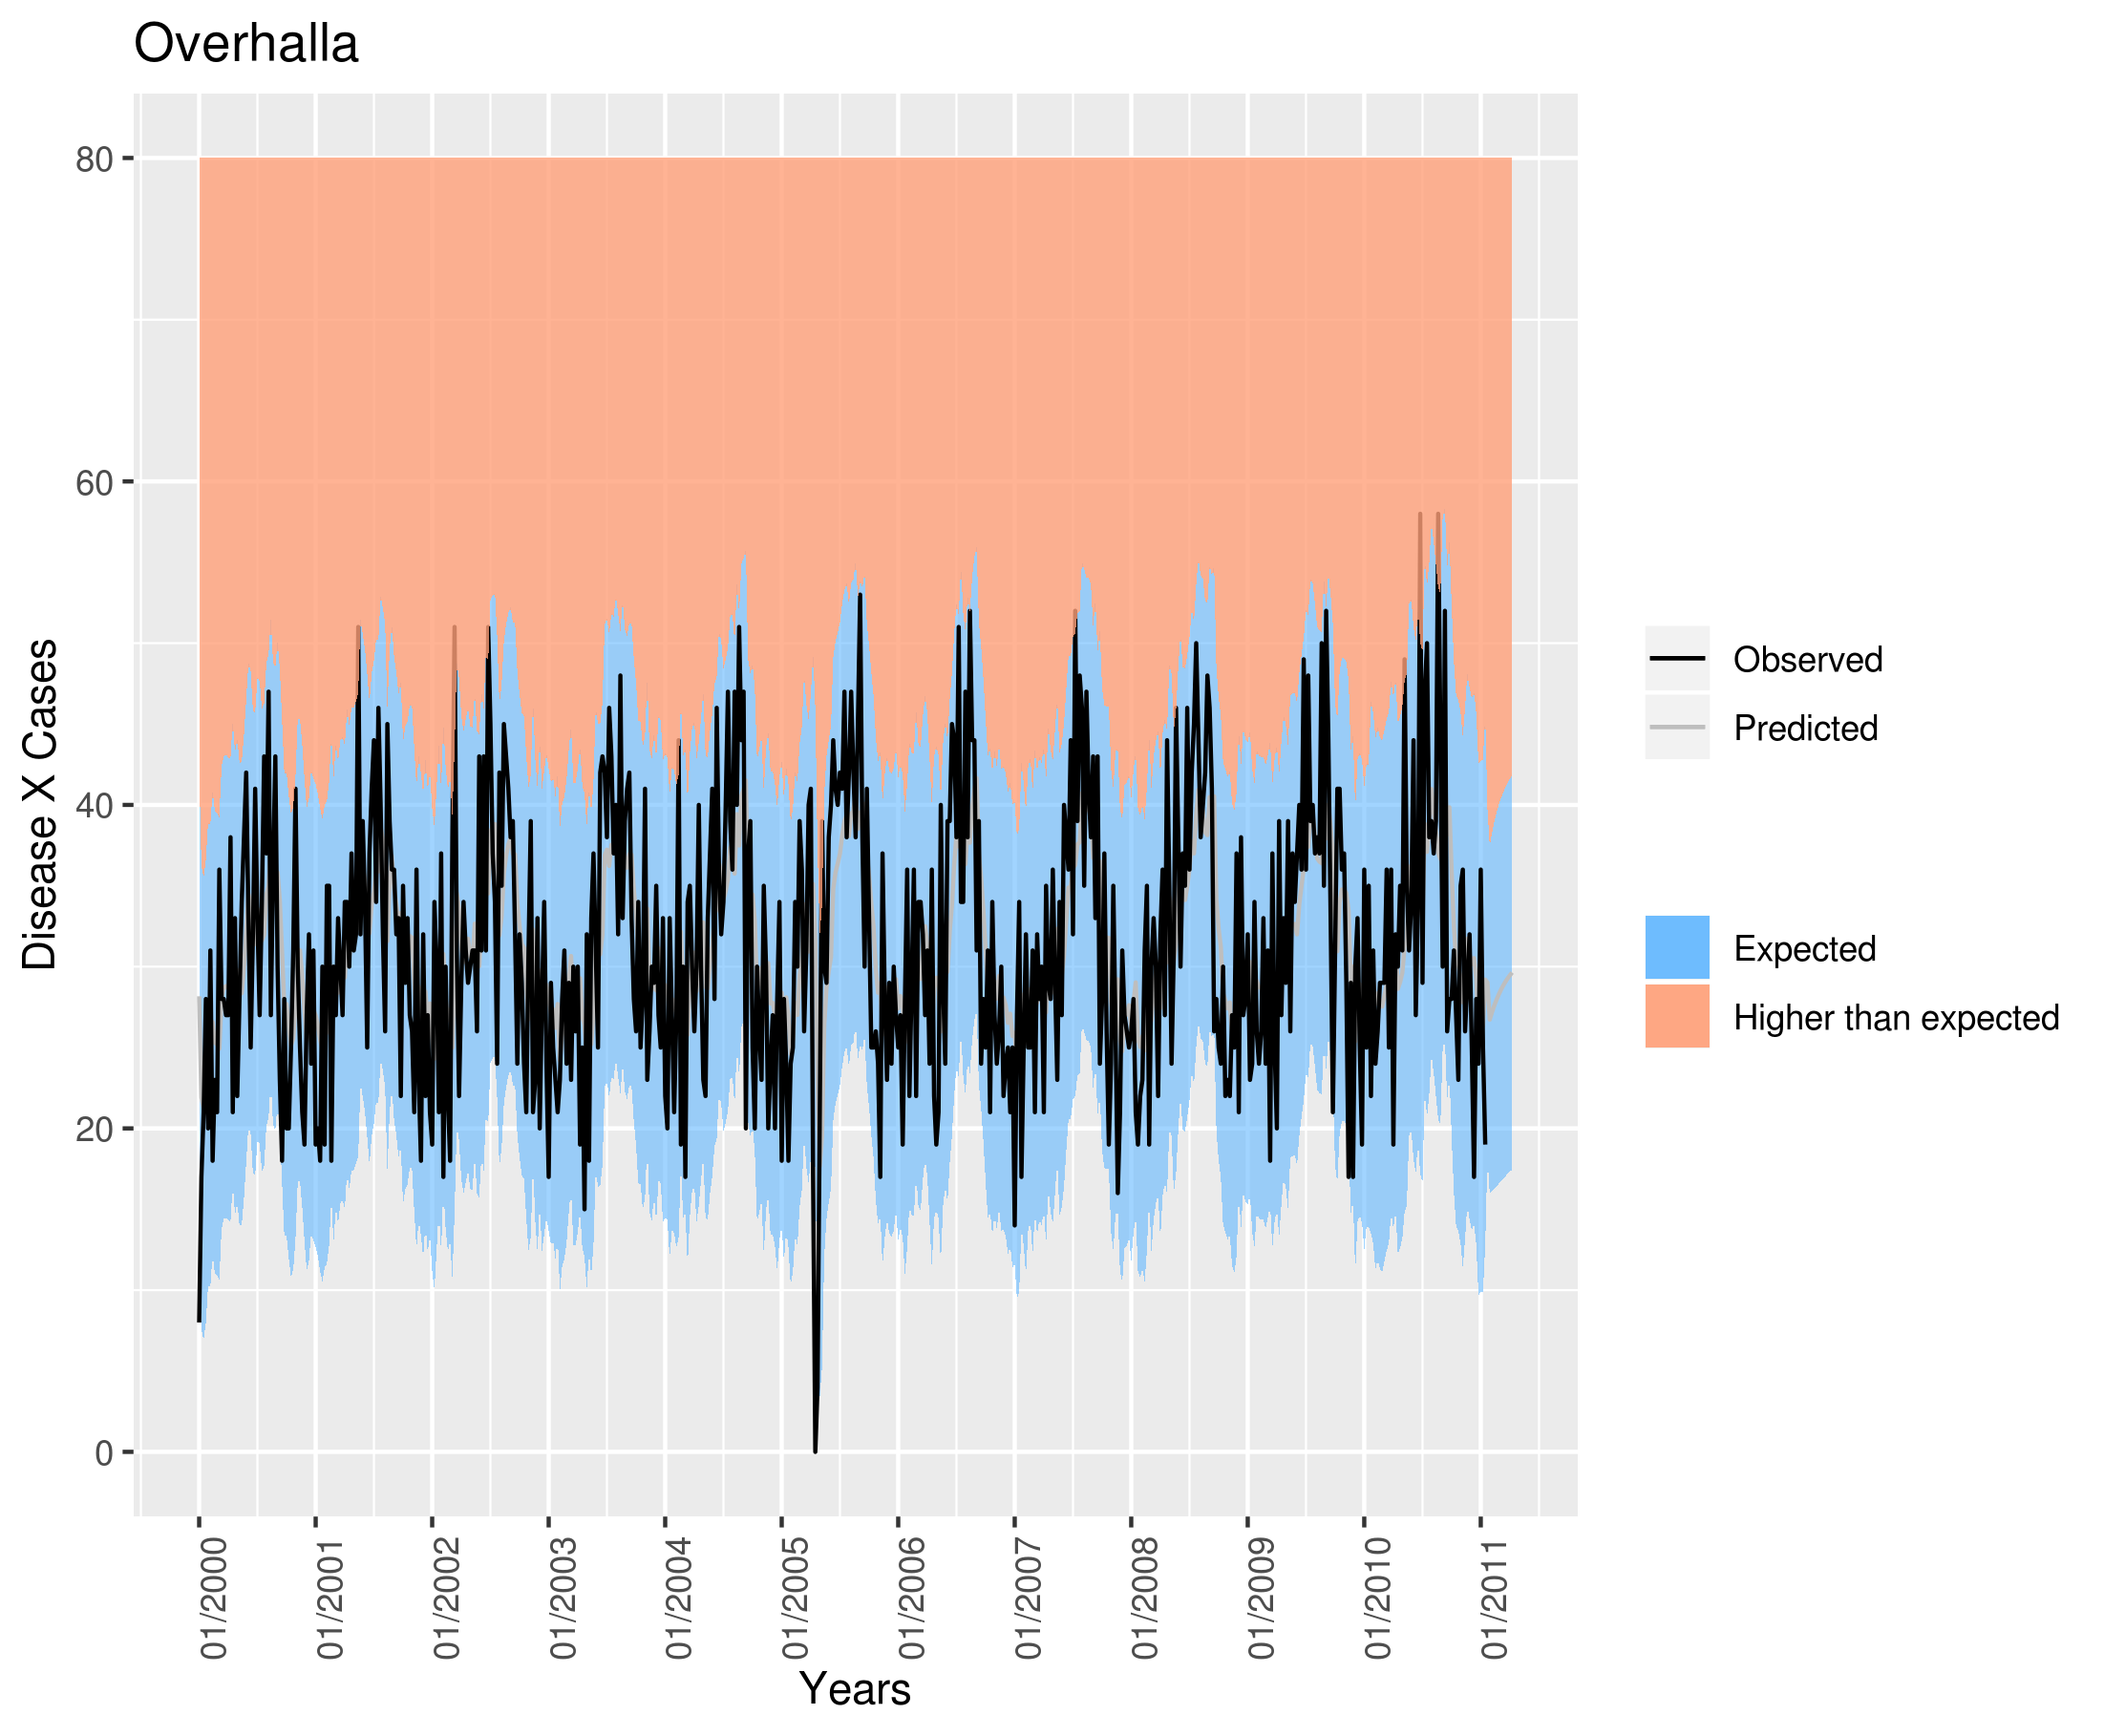 Overhalla
Disease X Cases
80
60
40
20
0
01/2000
01/2001
01/2002
01/2003
01/2004
01/2005
01/2006
01/2007
01/2008
01/2009
01/2010
01/2011
Years
Observed
Predicted
Expected
Higher than expected